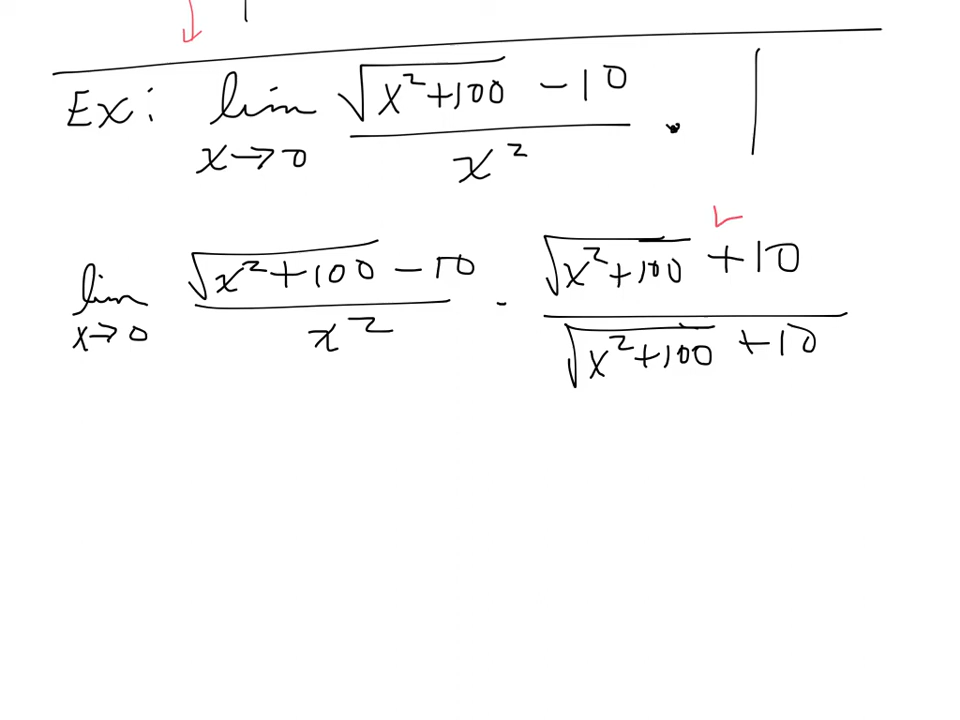 Ex: lim x→0 (√(x²+100) - 10)/x² · |
lim x→0 (√(x²+100) - 10)/x² · (√(x²+100) + 10)/(√(x²+100) + 10)